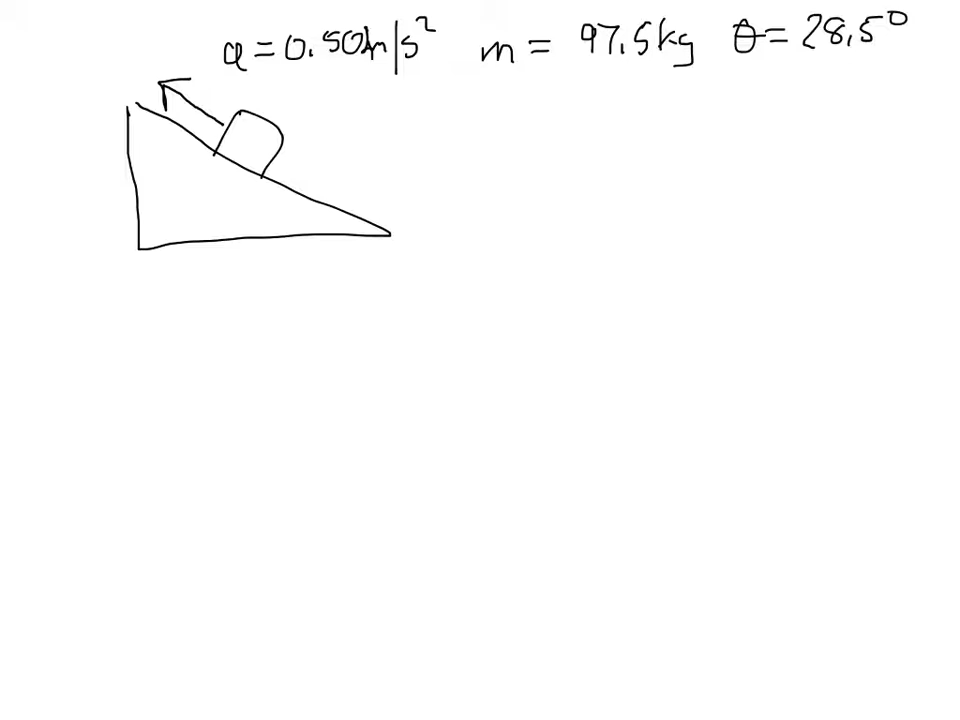 a = 0.50m/s² m = 97.5kg θ = 28.5°